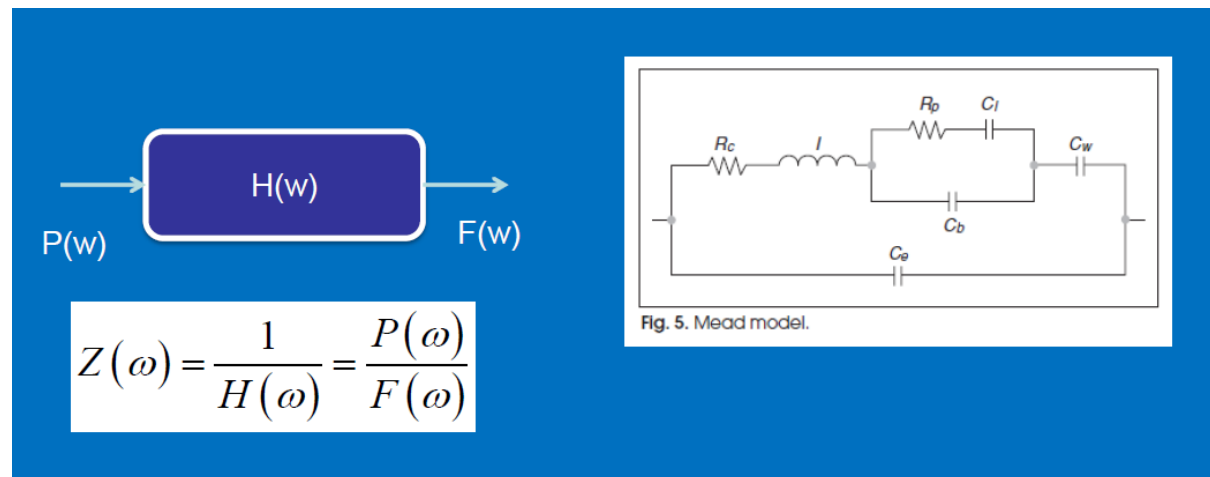 H(w)
P(w)
F(w)
Z(ω) = 1/H(ω) = P(ω)/F(ω)
Rp
Cl
Rc
I
Cw
Cb
Ce
Fig. 5. Mead model.